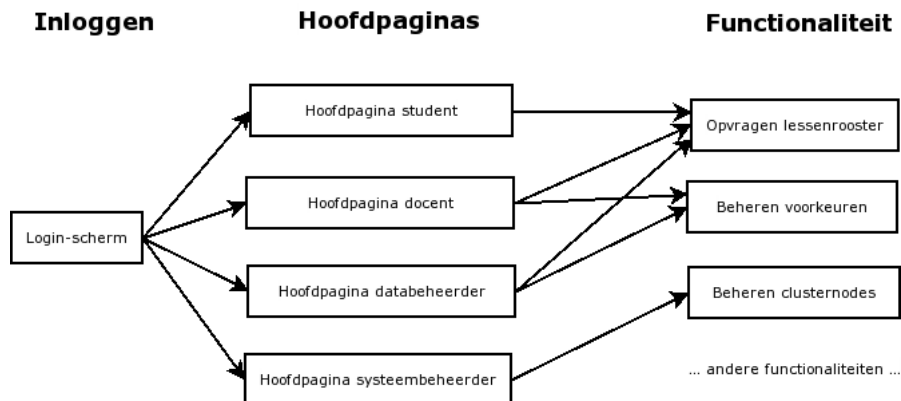 Inloggen
Hoofdpaginas
Functionaliteit
Login-scherm
Hoofdpagina student
Hoofdpagina docent
Hoofdpagina databeheerder
Hoofdpagina systeembeheerder
Opvragen lessenrooster
Beheren voorkeuren
Beheren clusternodes
... andere functionaliteiten ...